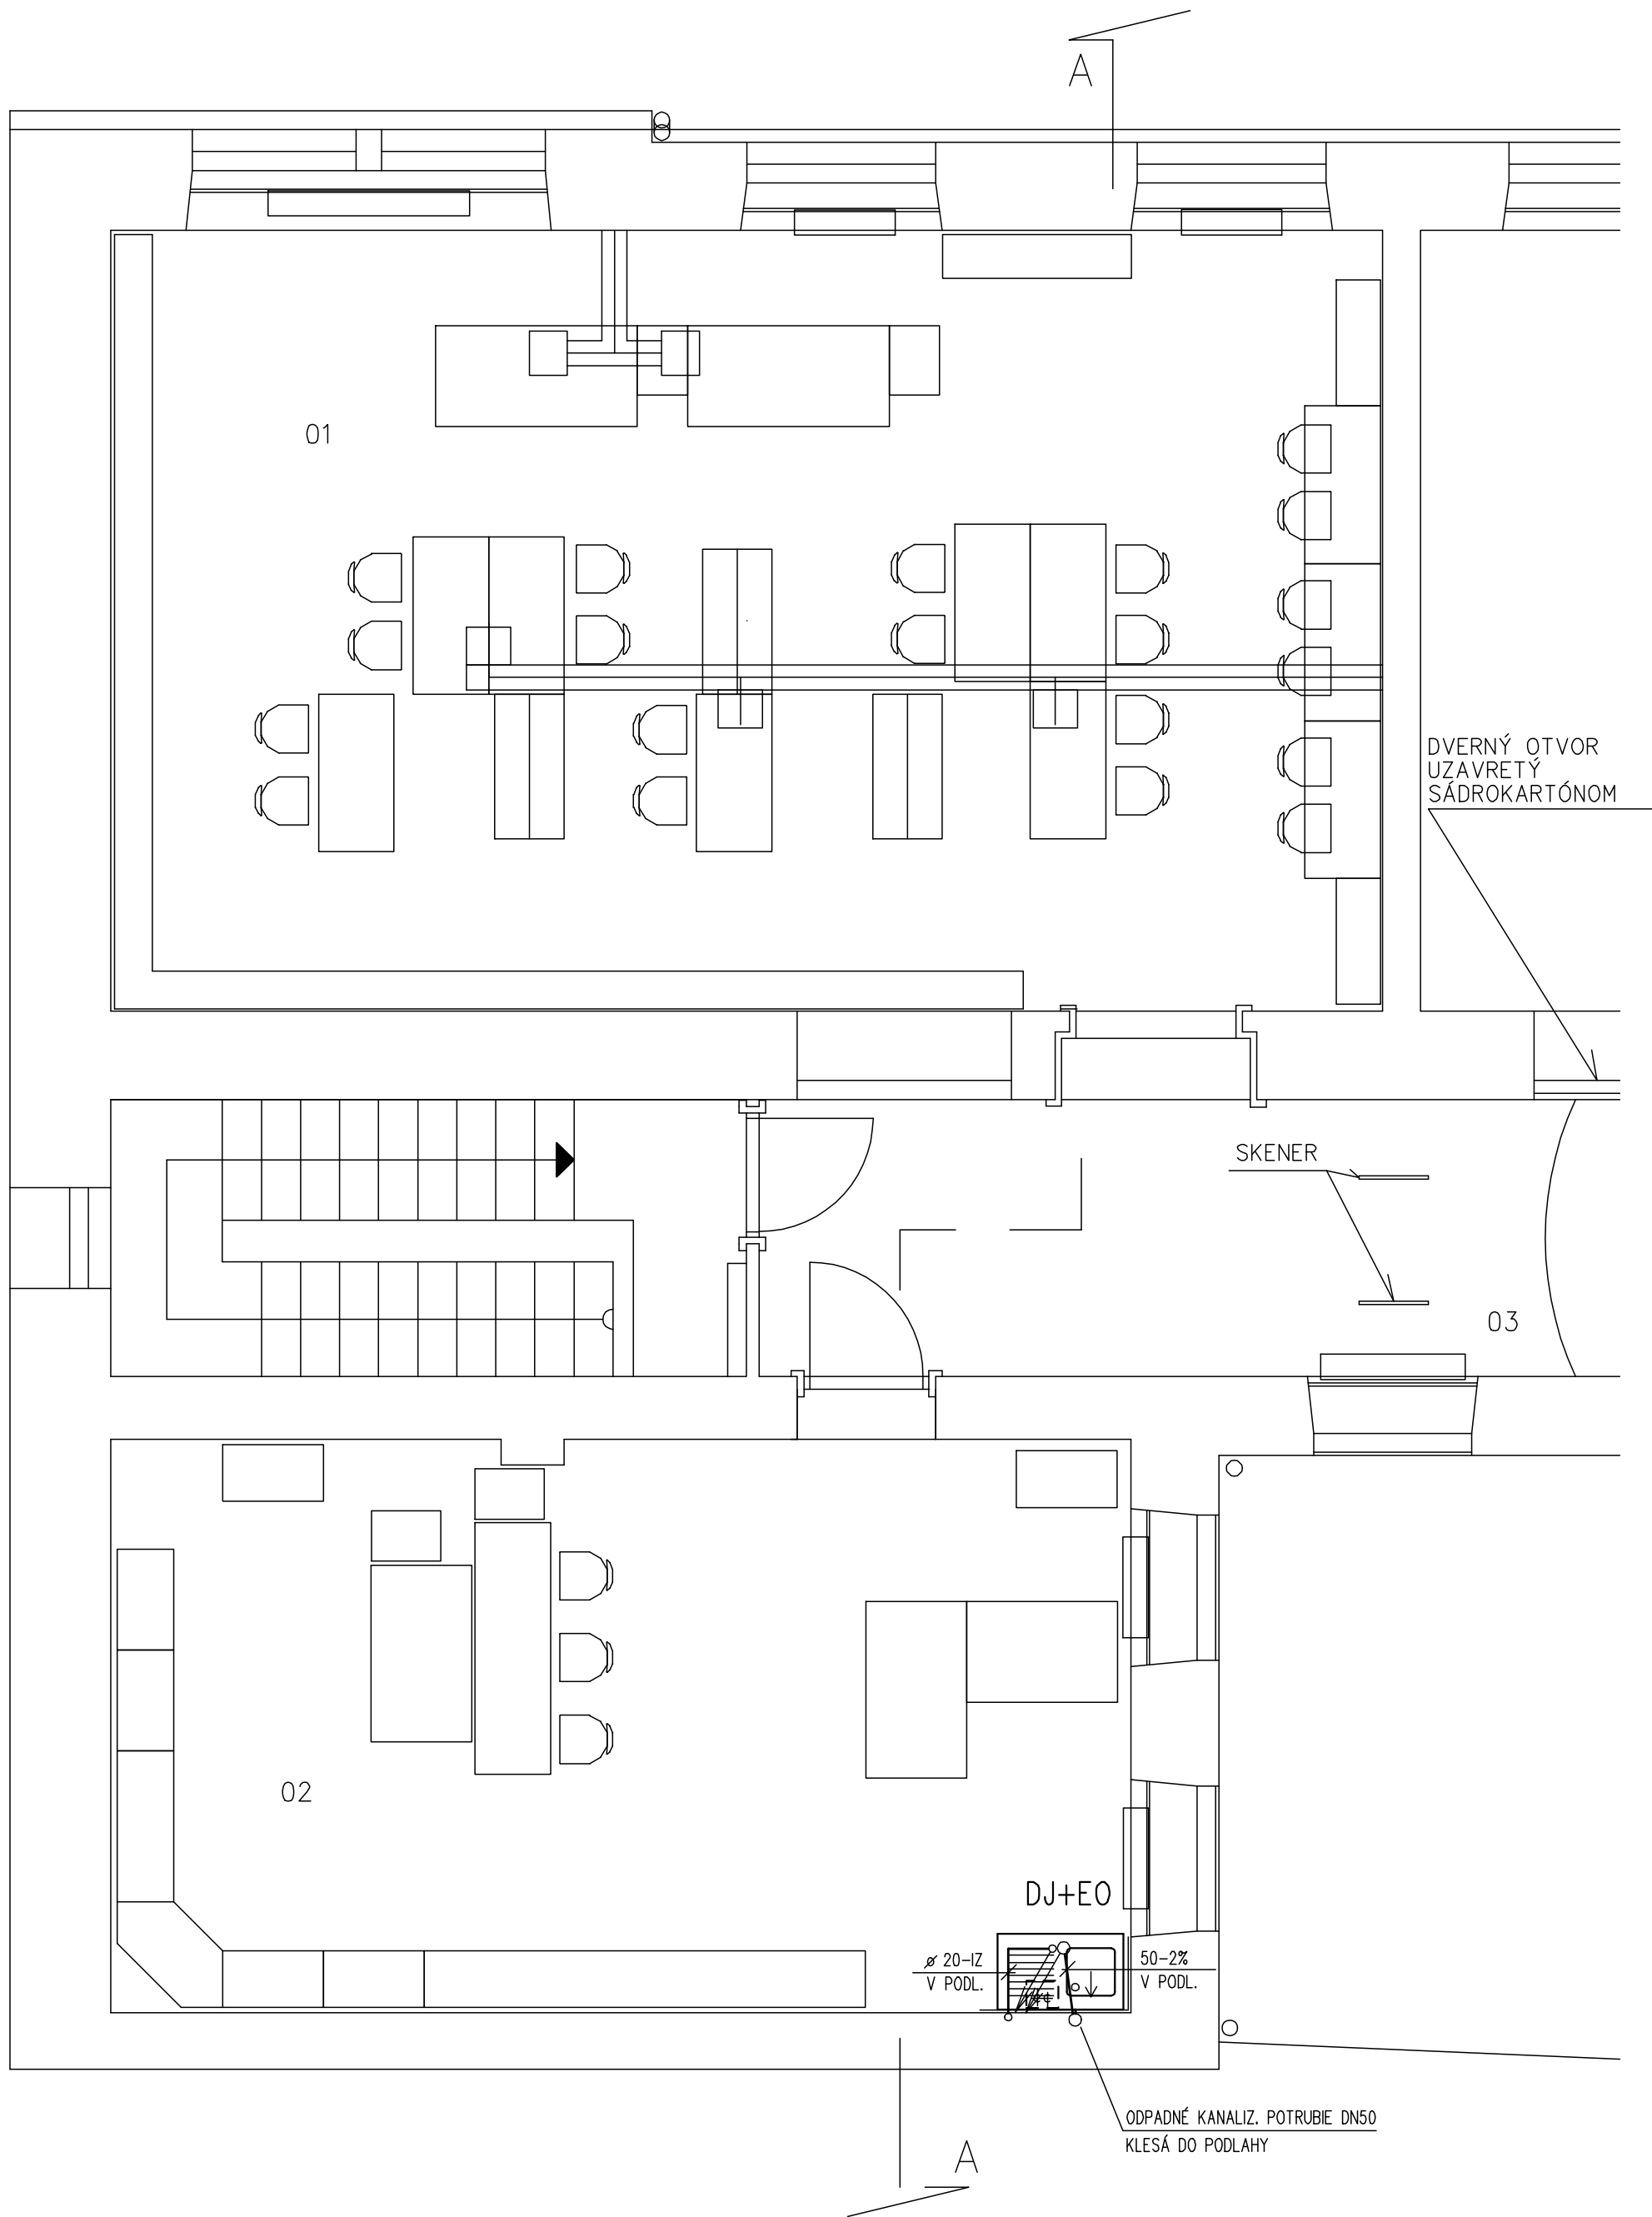 A
01
DVERNÝ OTVOR
UZAVRETÝ
SÁDROKARTÓNOM
SKENER
03
02
DJ+EO
ø 20-IZ
V PODL.
50-2%
V PODL.
ODPADNÉ KANALIZ. POTRUBIE DN50
KLESÁ DO PODLAHY
A